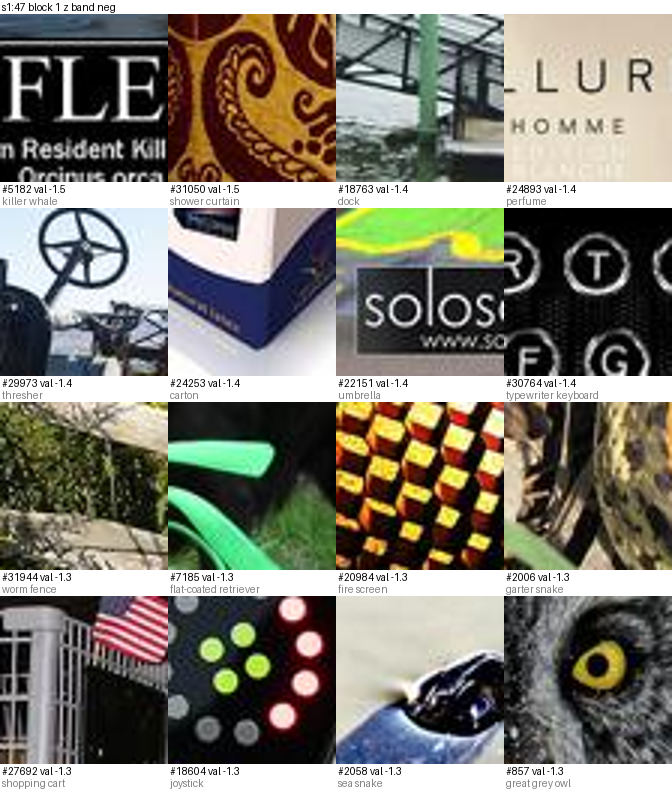 s1:47 block 1 z band neg
FLE
m Resident Kill
Orcinus orca
#5182 val -1.5
killer whale
#31050 val -1.5
shower curtain
#18763 val -1.4
dock
LLUR
HOMME
#24893 val -1.4
perfume
#29973 val -1.4
thresher
#24253 val -1.4
carton
solos
www.so
#22151 val -1.4
umbrella
R T
F G
#30764 val -1.4
typewriter keyboard
#31944 val -1.3
worm fence
#7185 val -1.3
flat-coated retriever
#20984 val -1.3
fire screen
#2006 val -1.3
garter snake
#27692 val -1.3
shopping cart
#18604 val -1.3
joystick
#2058 val -1.3
sea snake
#857 val -1.3
great grey owl